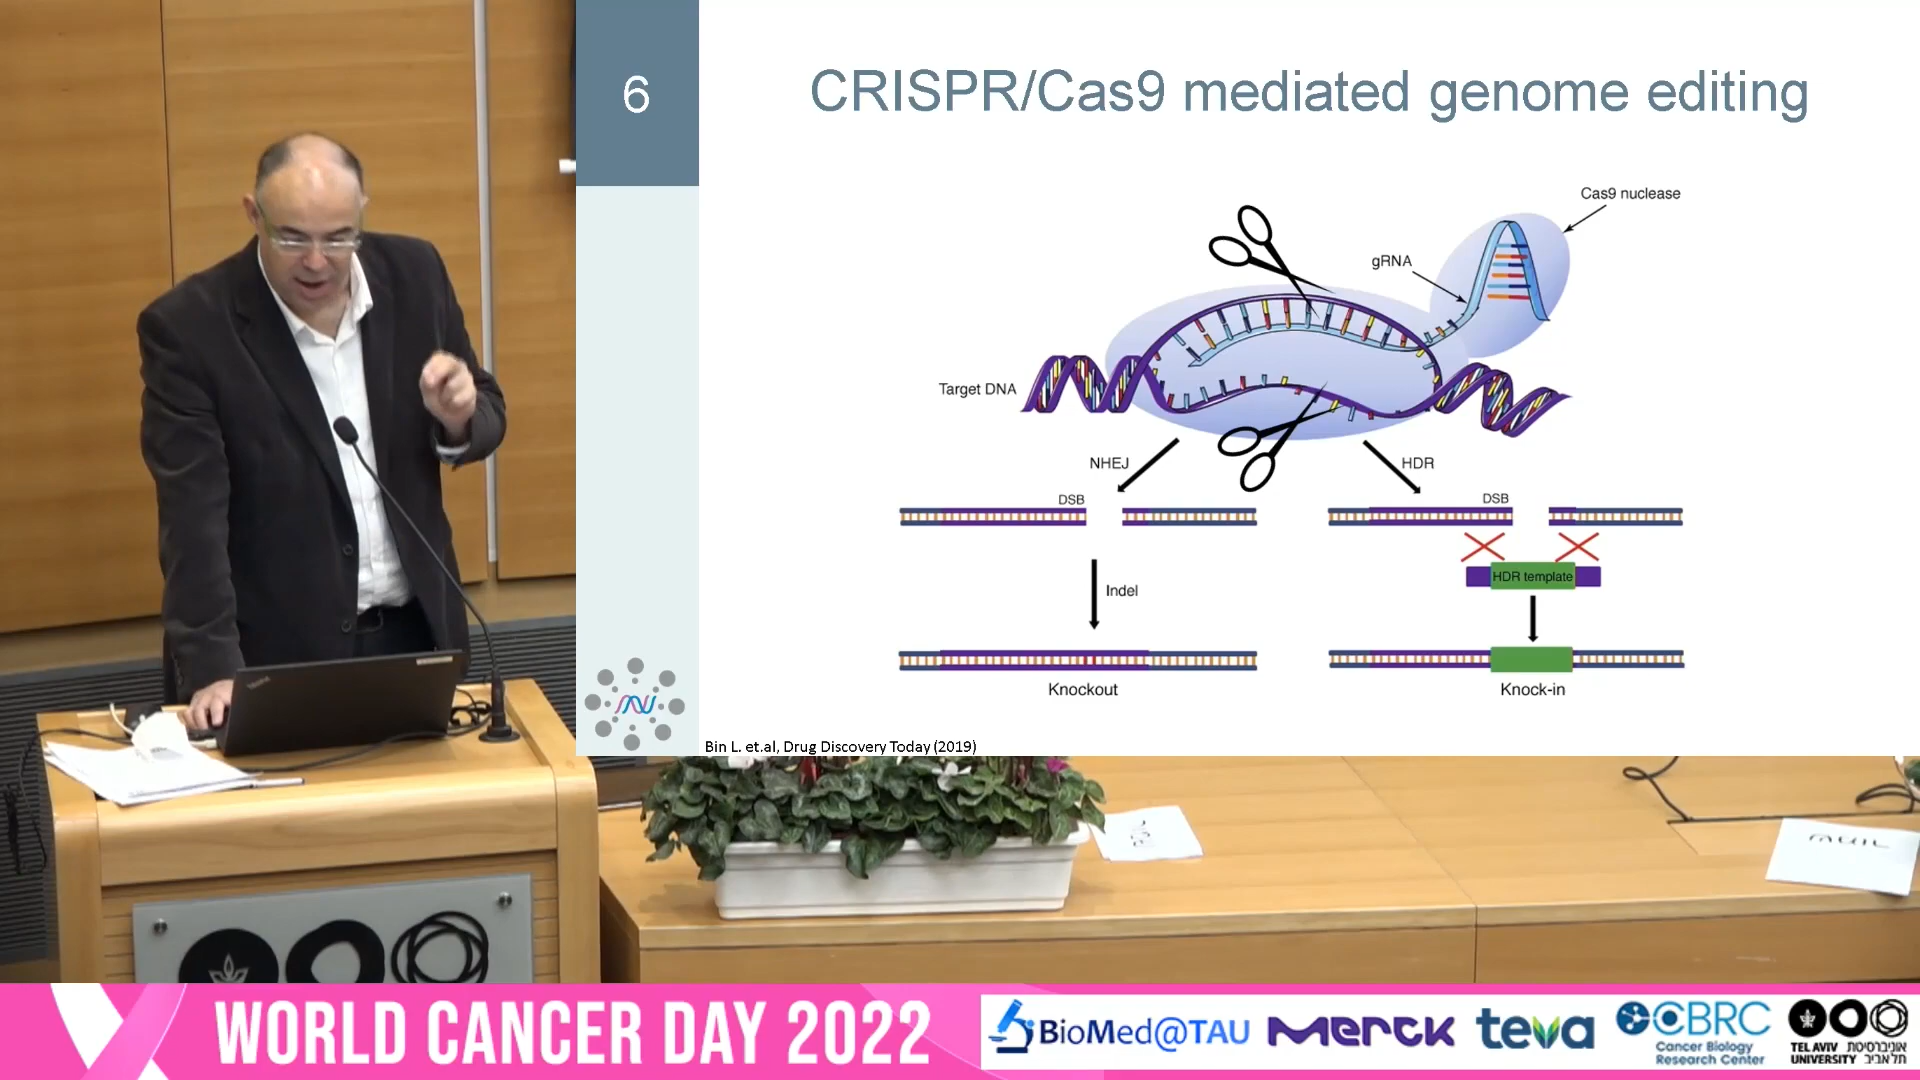 6
CRISPR/Cas9 mediated genome editing
Cas9 nuclease
gRNA
Target DNA
NHEJ
HDR
DSB
DSB
HDR template
Indel
Knockout
Knock-in
Bin L. et.al, Drug Discovery Today (2019)
WORLD CANCER DAY 2022
BioMed@TAU
Merck
teva
CBRC
Cancer Biology
Research Center
TEL AVIV אוניברסיטת
UNIVERSITY תל אביב